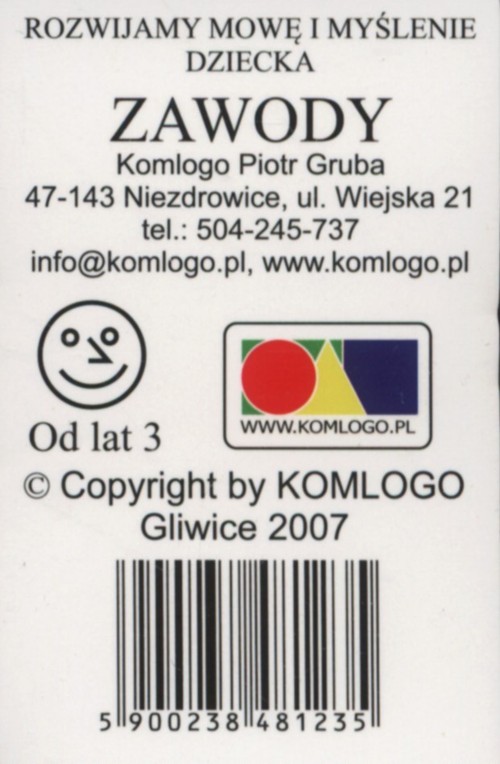 ROZWIJAMY MOWĘ I MYŚLENIE
DZIECKA
ZAWODY
Komlogo Piotr Gruba
47-143 Niezdrowice, ul. Wiejska 21
tel.: 504-245-737
info@komlogo.pl, www.komlogo.pl
Od lat 3
WWW.KOMLOGO.PL
© Copyright by KOMLOGO
Gliwice 2007
5 900238 481235